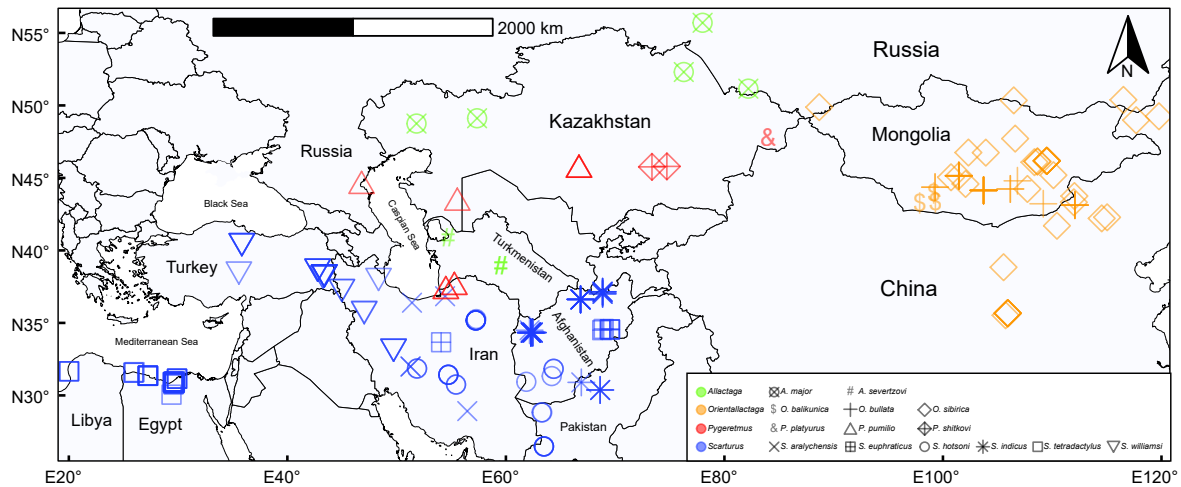 N55°
N50°
N45°
N40°
N35°
N30°
2000 km
N
Russia
Kazakhstan
Mongolia
Russia
&
Black Sea
Caspian Sea
$$
#
Turkmenistan
Turkey
#
China
Mediterranean Sea
Afghanistan
Iran
Libya
Egypt
Pakistan
Allactaga A. major # A. severtzovi
Orientallactaga $ O. balikunica O. bullata O. sibirica
Pygeretmus & P. platyurus P. pumilio P. shitkovi
Scarturus S. aralychensis S. euphraticus S. hotsoni S. indicus S. tetradactylus S. williamsi
E20° E40° E60° E80° E100° E120°